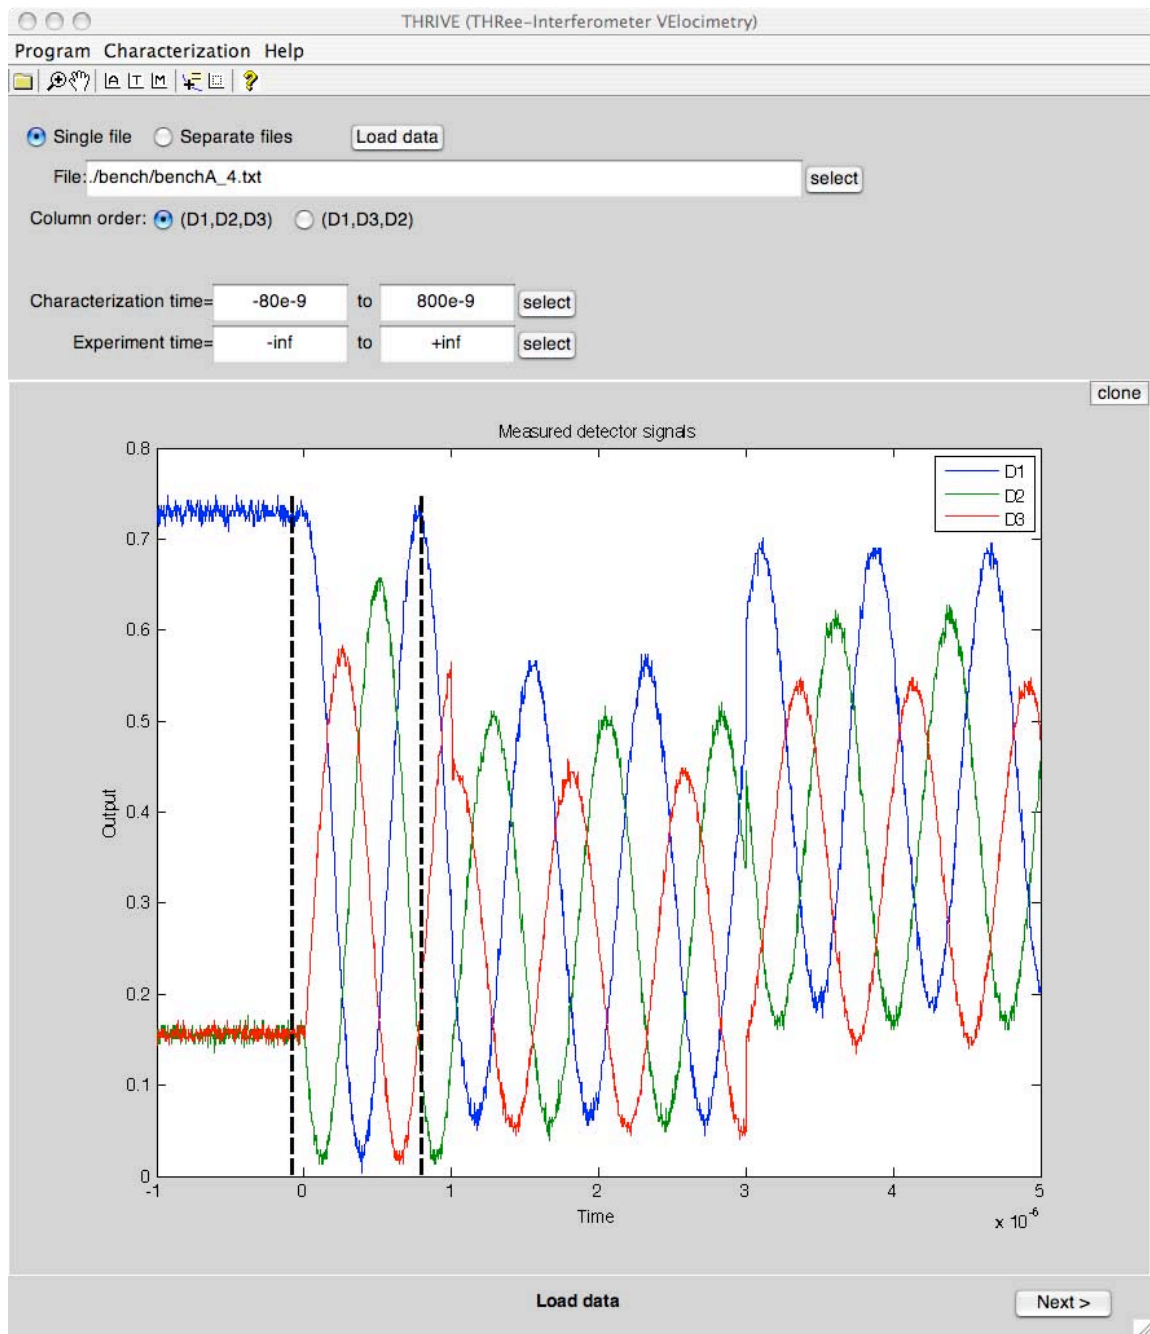 THRIVE (THRee-Interferometer VElocimetry)
Program Characterization Help
A T M
Single file Separate files Load data
File: ./bench/benchA_4.txt select
Column order: (D1,D2,D3) (D1,D3,D2)
Characterization time= -80e-9 to 800e-9 select
Experiment time= -inf to +inf select
clone
Measured detector signals
D1
D2
D3
Output
0.8
0.7
0.6
0.5
0.4
0.3
0.2
0.1
0
-1 0 1 2 3 4 5
Time
x 10^-6
Load data
Next >